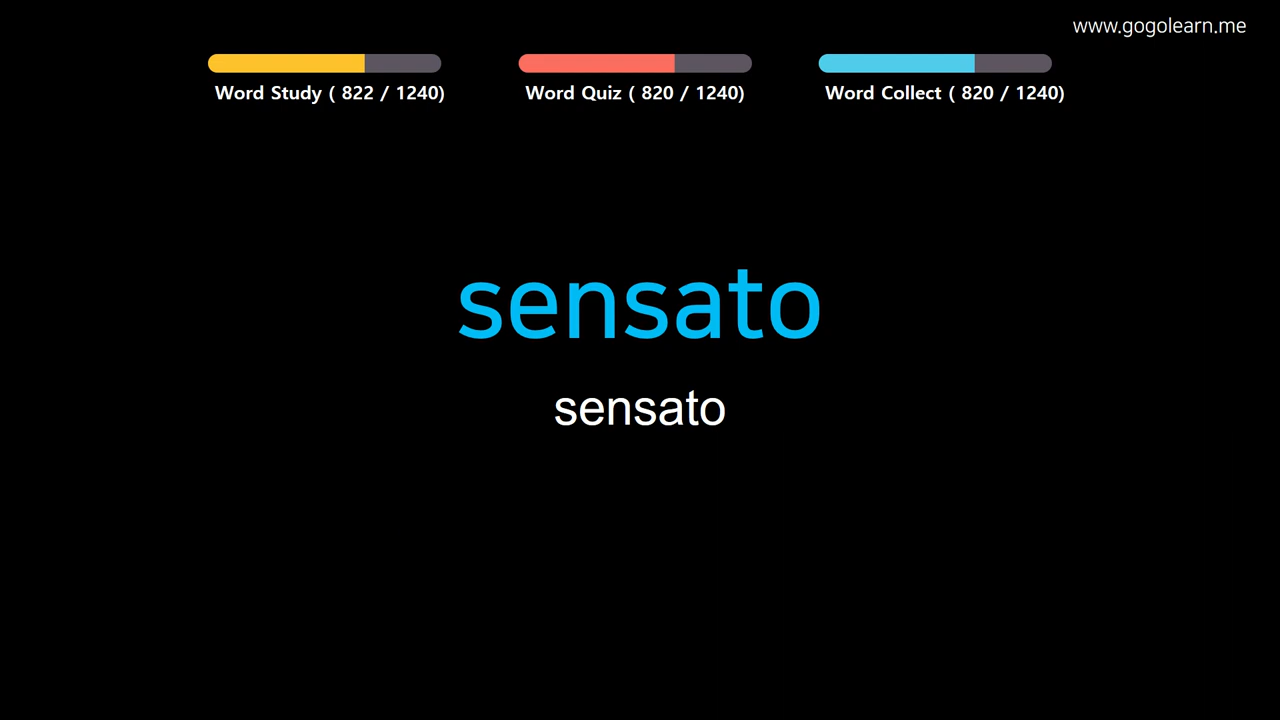 www.gogolearn.me
Word Study ( 822 / 1240)
Word Quiz ( 820 / 1240)
Word Collect ( 820 / 1240)
sensato
sensato